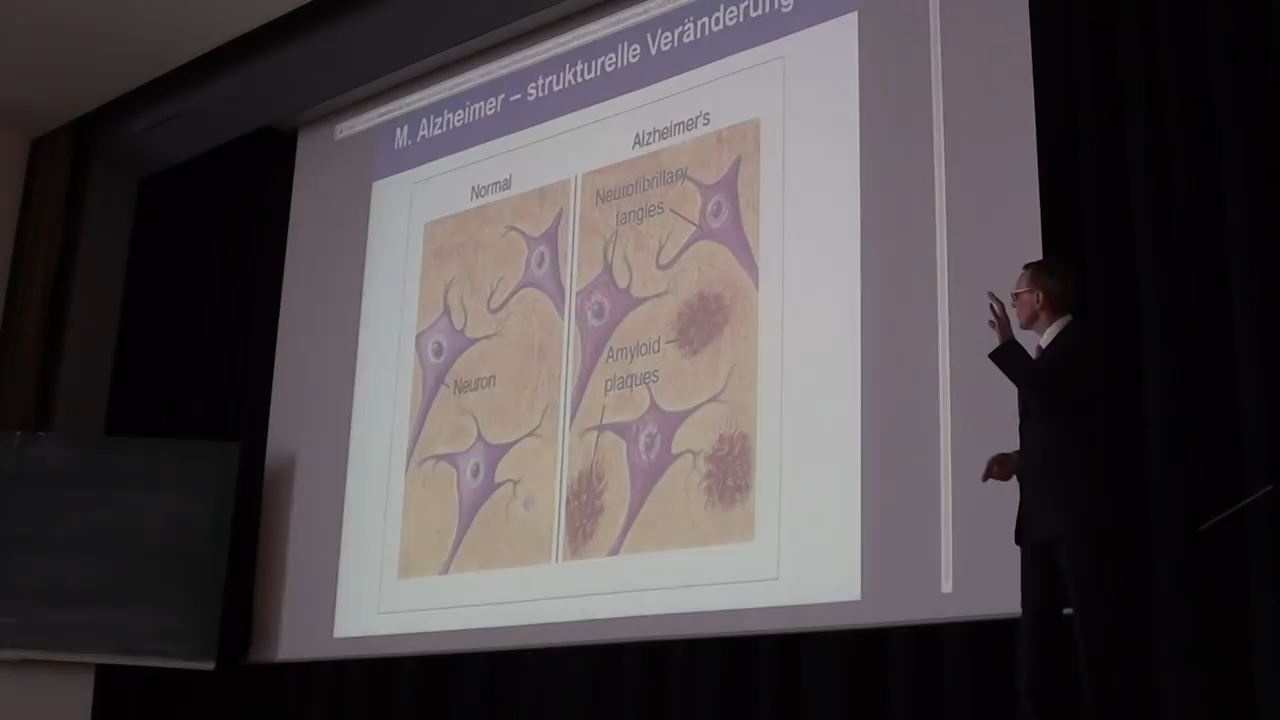 M. Alzheimer – strukturelle Veränderung
Normal
Alzheimer's
Neurofibrillary
tangles
Amyloid
plaques
Neuron